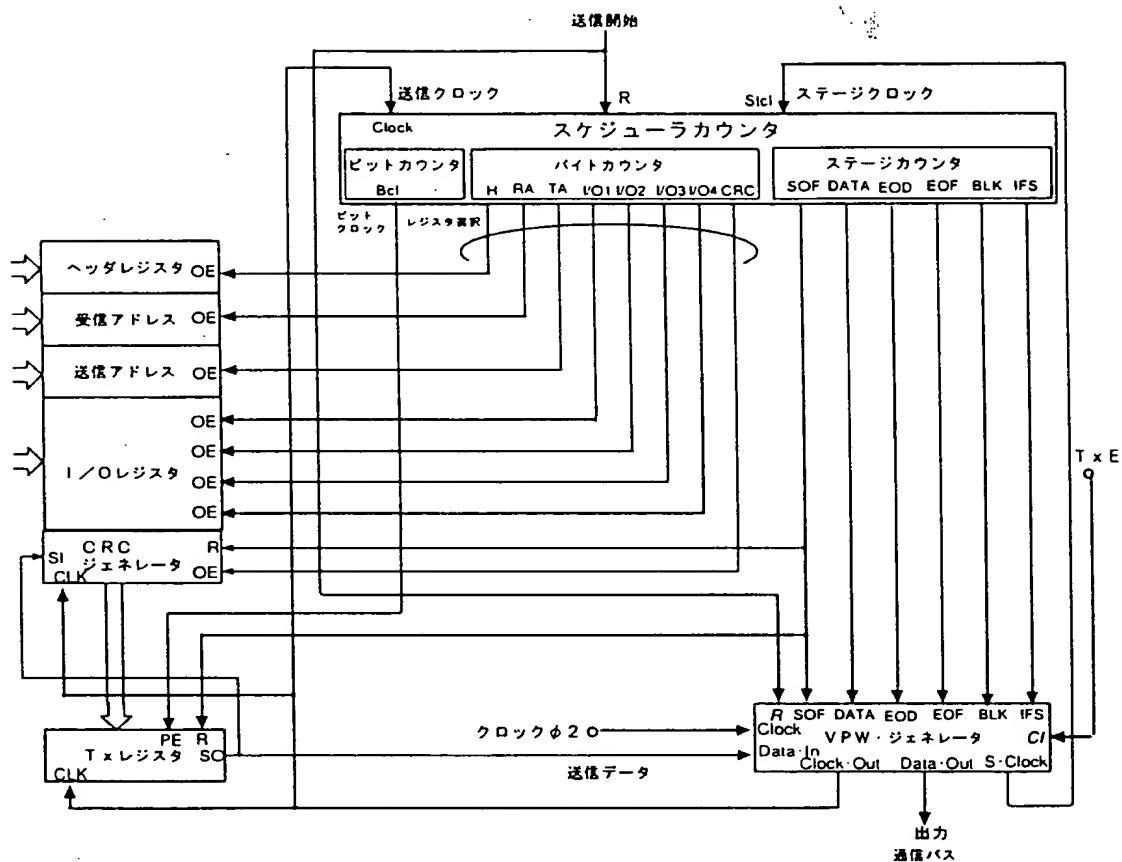 送信開始
送信クロック
R
Stcl
ステージクロック
Clock
スケジューラカウンタ
ビットカウンタ
バイトカウンタ
ステージカウンタ
Bcl
H RA TA I/O1 I/O2 I/O3 I/O4 CRC
SOF DATA EOD EOF BLK IFS
ビット
クロック
レジスタ選択
ヘッダレジスタ OE
受信アドレス OE
送信アドレス OE
OE
OE
I/Oレジスタ
OE
OE
TxE
CRC
ジェネレータ
R
SI
OE
CLK
R SOF DATA EOD EOF BLK IFS
クロックφ2
Clock
VPW・ジェネレータ
CI
PE R
Txレジスタ
SO
Data・In
Clock・Out Data・Out S・Clock
CLK
送信データ
出力
通信バス